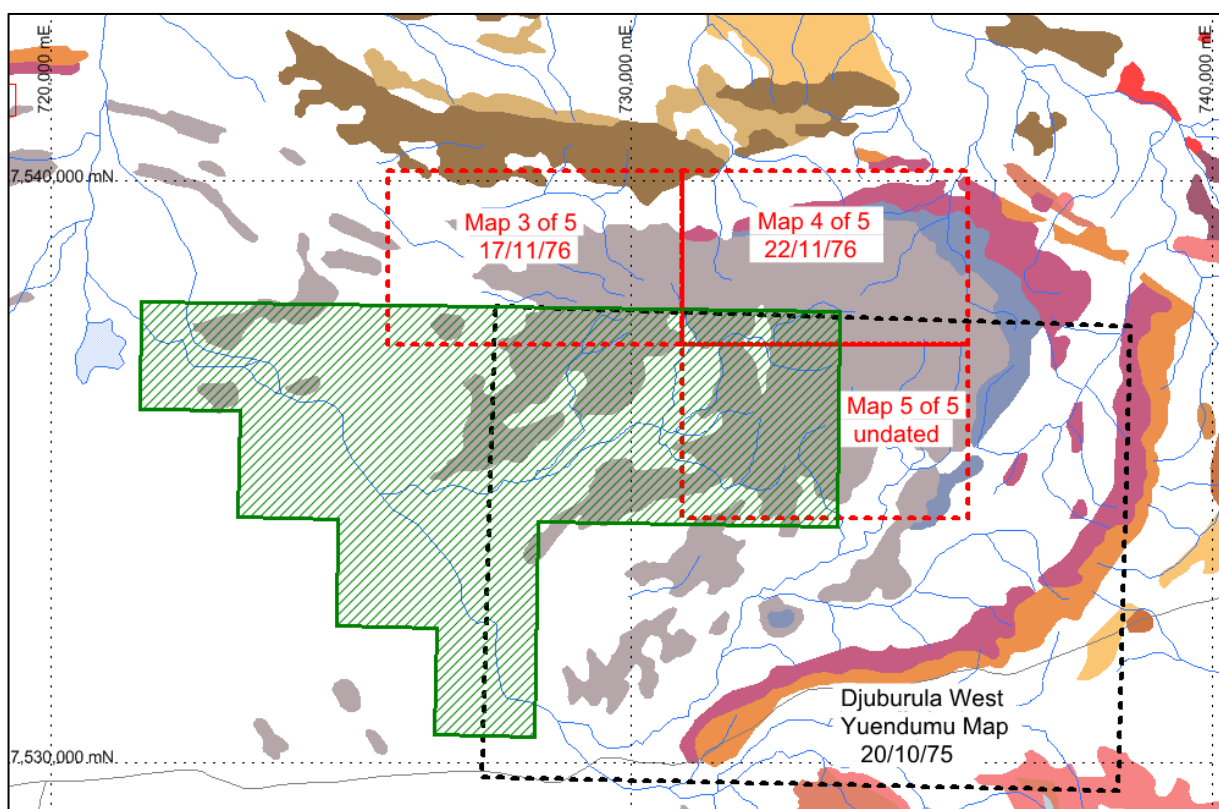 720,000 mE
730,000 mE
740,000 mE
7,540,000 mN
Map 3 of 5
17/11/76
Map 4 of 5
22/11/76
Map 5 of 5
undated
Djuburula West
Yuendumu Map
20/10/75
7,530,000 mN